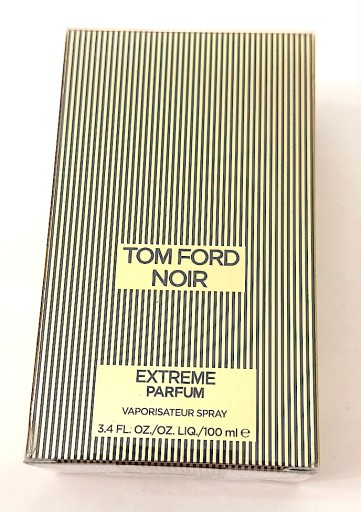 TOM FORD
NOIR
EXTREME
PARFUM
VAPORISATEUR SPRAY
3.4 FL. OZ./OZ. LIQ./100 ml ℮